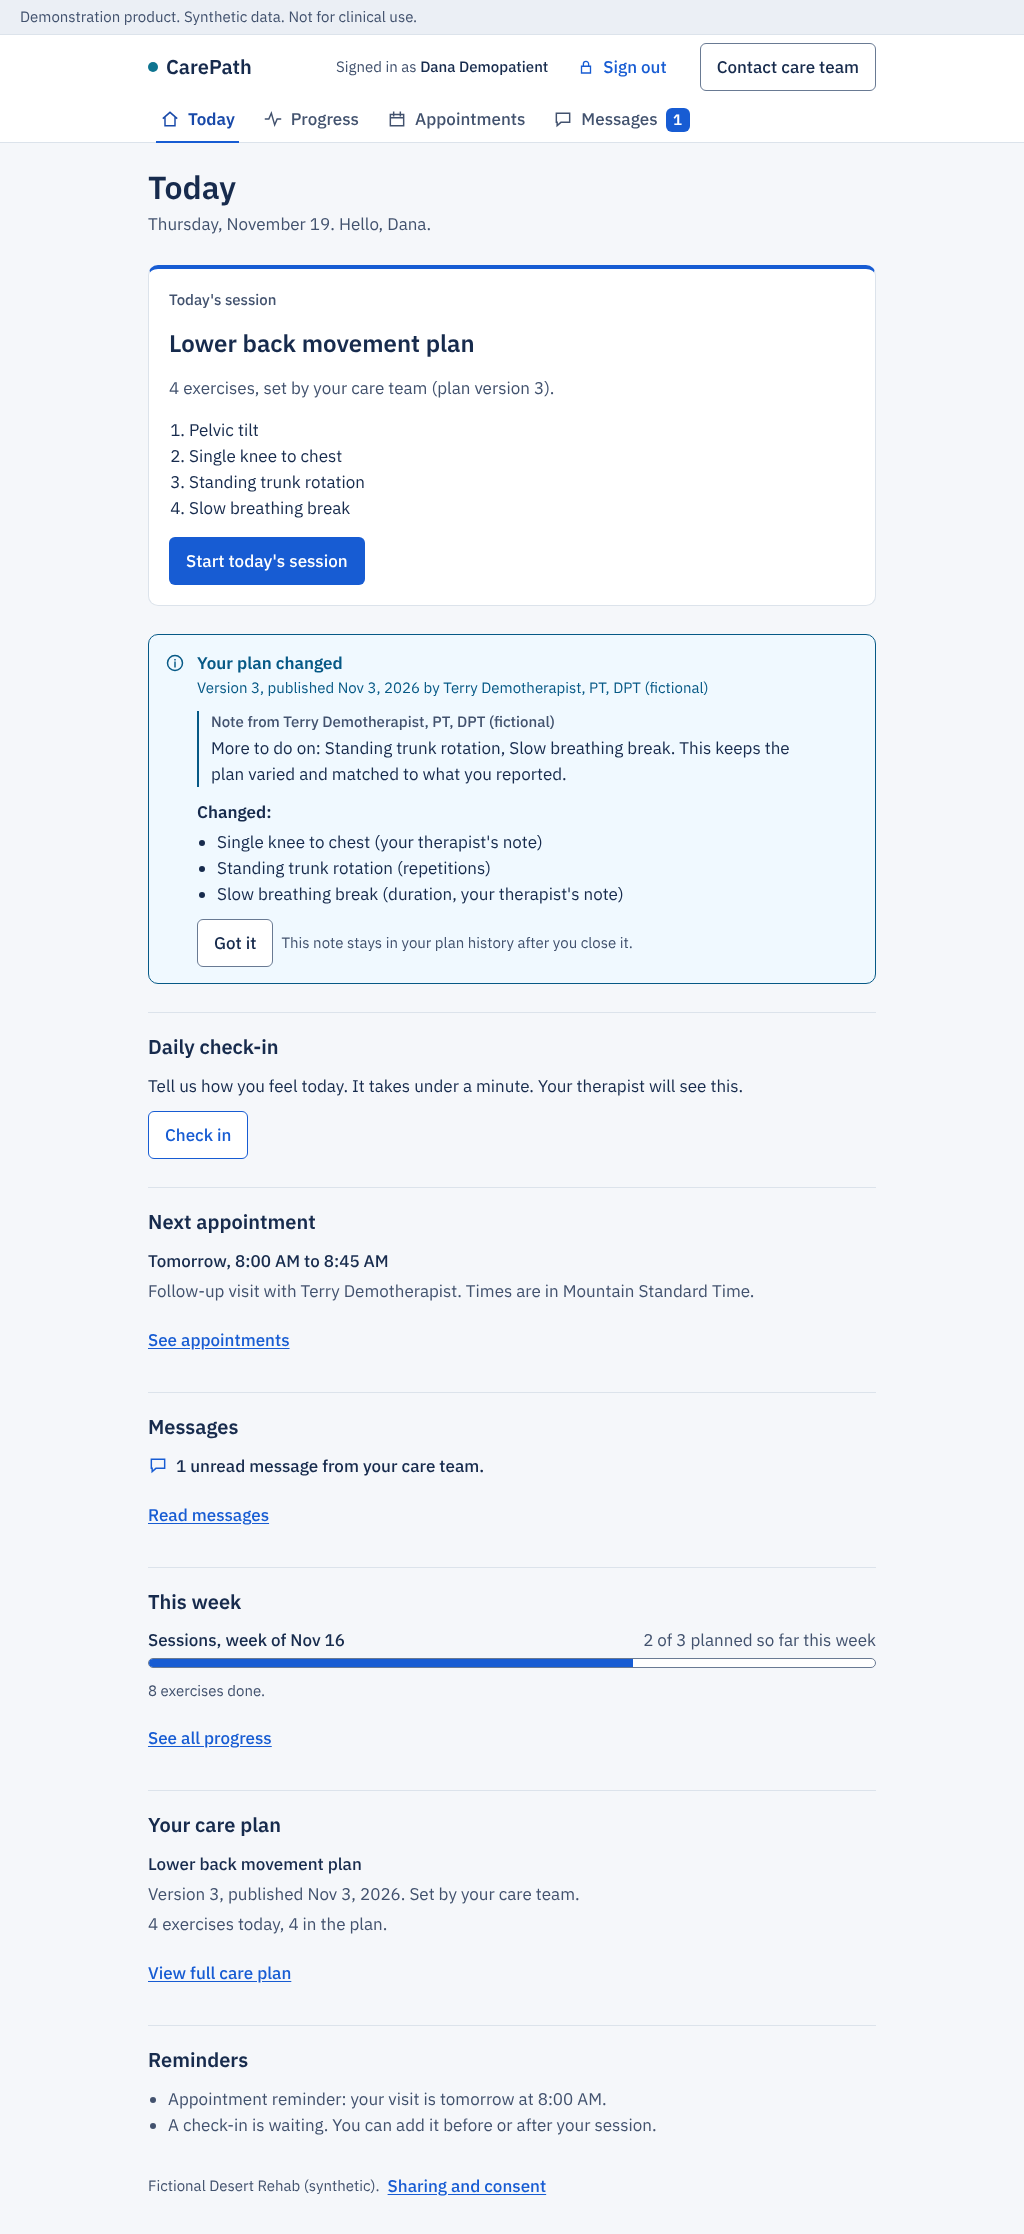 Demonstration product. Synthetic data. Not for clinical use.
CarePath
Signed in as Dana Demopatient
Sign out
Contact care team
Today
Progress
Appointments
Messages 1
Today
Thursday, November 19. Hello, Dana.
Today's session
Lower back movement plan
4 exercises, set by your care team (plan version 3).
1. Pelvic tilt
2. Single knee to chest
3. Standing trunk rotation
4. Slow breathing break
Start today's session
Your plan changed
Version 3, published Nov 3, 2026 by Terry Demotherapist, PT, DPT (fictional)
Note from Terry Demotherapist, PT, DPT (fictional)
More to do on: Standing trunk rotation, Slow breathing break. This keeps the
plan varied and matched to what you reported.
Changed:
• Single knee to chest (your therapist's note)
• Standing trunk rotation (repetitions)
• Slow breathing break (duration, your therapist's note)
Got it
This note stays in your plan history after you close it.
Daily check-in
Tell us how you feel today. It takes under a minute. Your therapist will see this.
Check in
Next appointment
Tomorrow, 8:00 AM to 8:45 AM
Follow-up visit with Terry Demotherapist. Times are in Mountain Standard Time.
See appointments
Messages
1 unread message from your care team.
Read messages
This week
Sessions, week of Nov 16
2 of 3 planned so far this week
8 exercises done.
See all progress
Your care plan
Lower back movement plan
Version 3, published Nov 3, 2026. Set by your care team.
4 exercises today, 4 in the plan.
View full care plan
Reminders
• Appointment reminder: your visit is tomorrow at 8:00 AM.
• A check-in is waiting. You can add it before or after your session.
Fictional Desert Rehab (synthetic). Sharing and consent